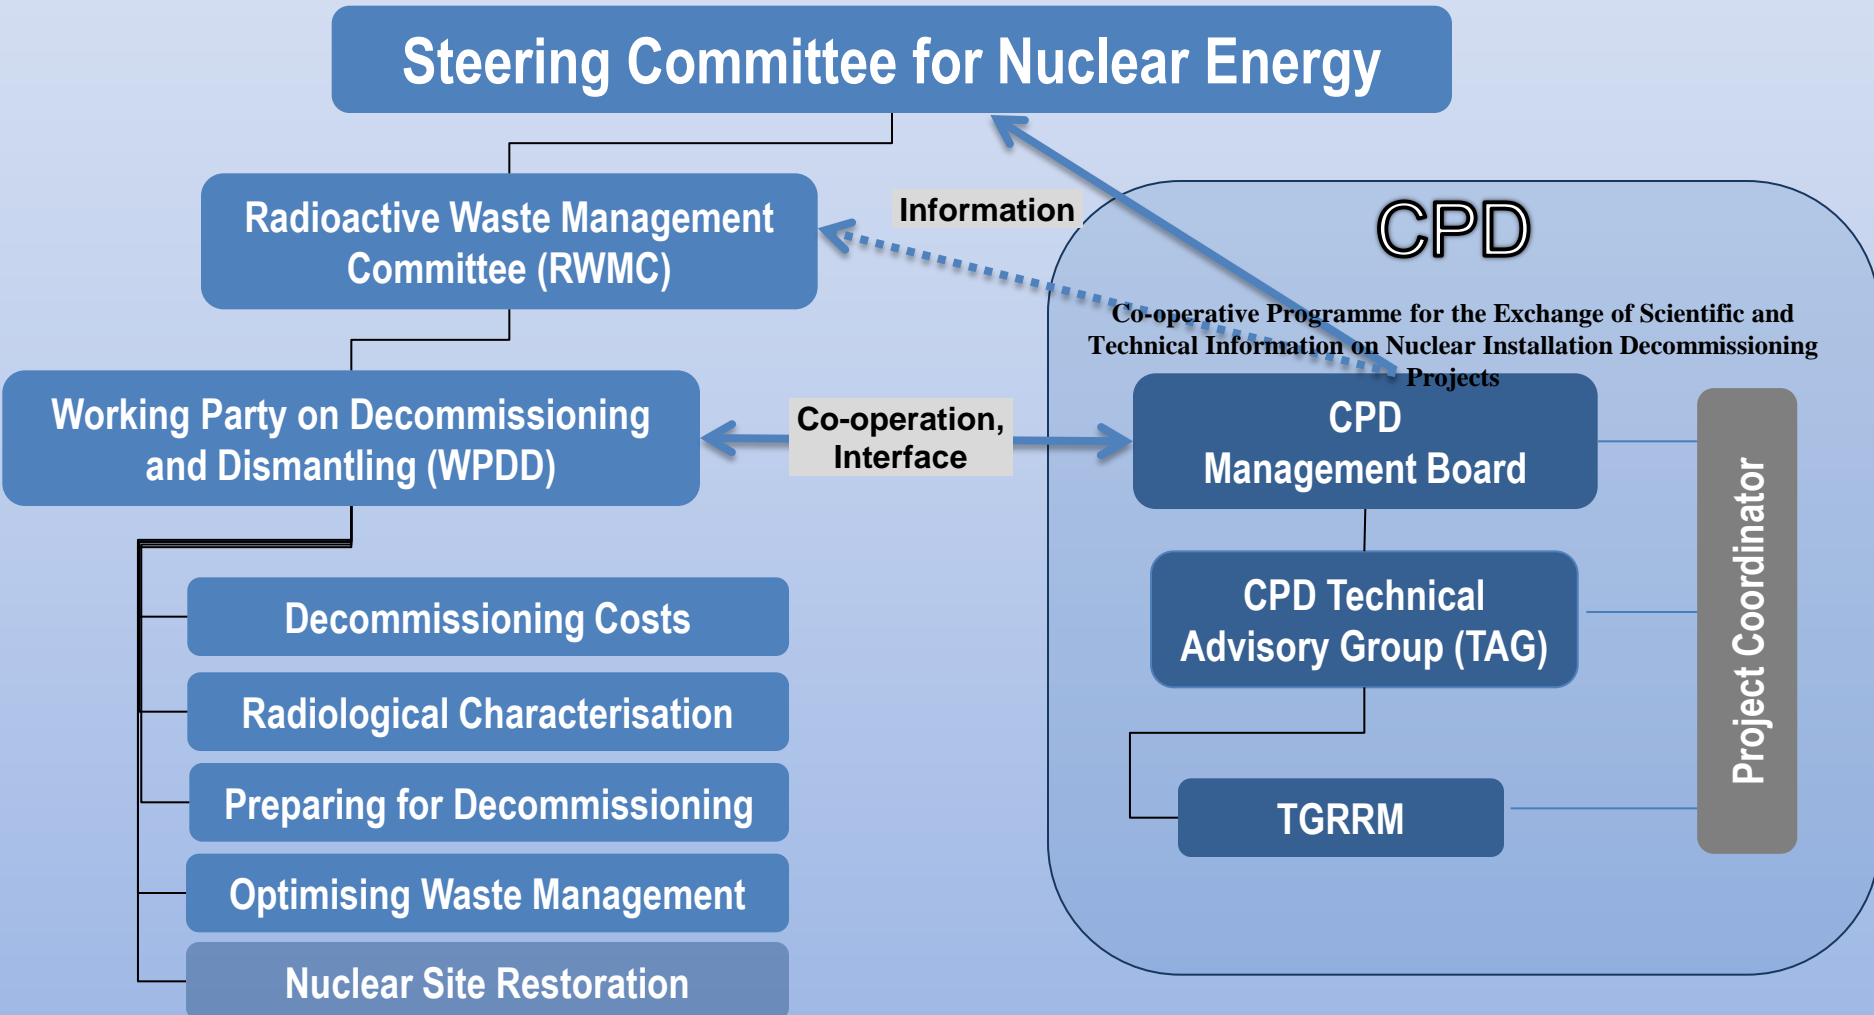 Steering Committee for Nuclear Energy
Radioactive Waste Management
Committee (RWMC)
Information
CPD
Co-operative Programme for the Exchange of Scientific and
Technical Information on Nuclear Installation Decommissioning
Projects
Working Party on Decommissioning
and Dismantling (WPDD)
Co-operation,
Interface
CPD
Management Board
Project Coordinator
CPD Technical
Advisory Group (TAG)
TGRRM
Decommissioning Costs
Radiological Characterisation
Preparing for Decommissioning
Optimising Waste Management
Nuclear Site Restoration